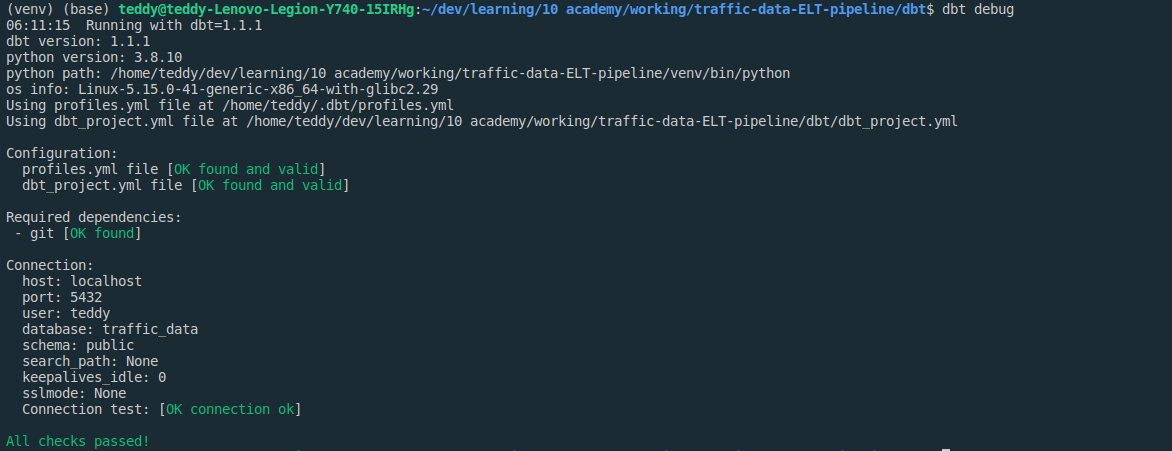 (venv) (base) teddy@teddy-Lenovo-Legion-Y740-15IRHg:~/dev/learning/10 academy/working/traffic-data-ELT-pipeline/dbt$ dbt debug
06:11:15  Running with dbt=1.1.1
dbt version: 1.1.1
python version: 3.8.10
python path: /home/teddy/dev/learning/10 academy/working/traffic-data-ELT-pipeline/venv/bin/python
os info: Linux-5.15.0-41-generic-x86_64-with-glibc2.29
Using profiles.yml file at /home/teddy/.dbt/profiles.yml
Using dbt_project.yml file at /home/teddy/dev/learning/10 academy/working/traffic-data-ELT-pipeline/dbt/dbt_project.yml
Configuration:
  profiles.yml file [OK found and valid]
  dbt_project.yml file [OK found and valid]
Required dependencies:
 - git [OK found]
Connection:
  host: localhost
  port: 5432
  user: teddy
  database: traffic_data
  schema: public
  search_path: None
  keepalives_idle: 0
  sslmode: None
  Connection test: [OK connection ok]
All checks passed!